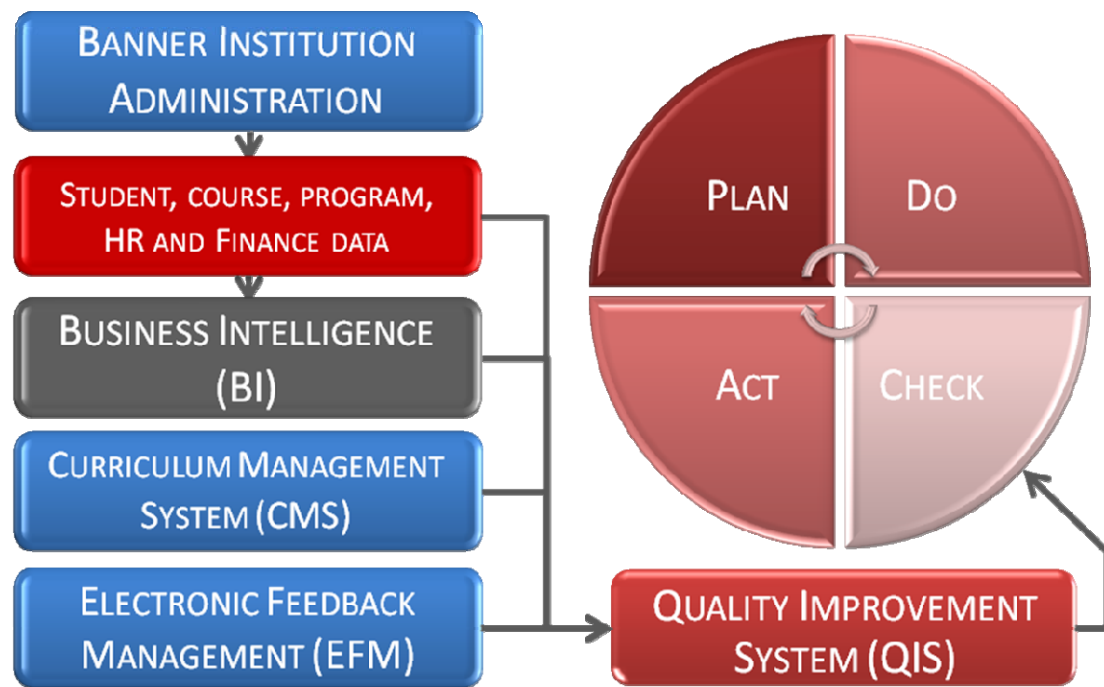 BANNER INSTITUTION
ADMINISTRATION
STUDENT, COURSE, PROGRAM,
HR AND FINANCE DATA
BUSINESS INTELLIGENCE
(BI)
CURRICULUM MANAGEMENT
SYSTEM (CMS)
ELECTRONIC FEEDBACK
MANAGEMENT (EFM)
PLAN
DO
ACT
CHECK
QUALITY IMPROVEMENT
SYSTEM (QIS)